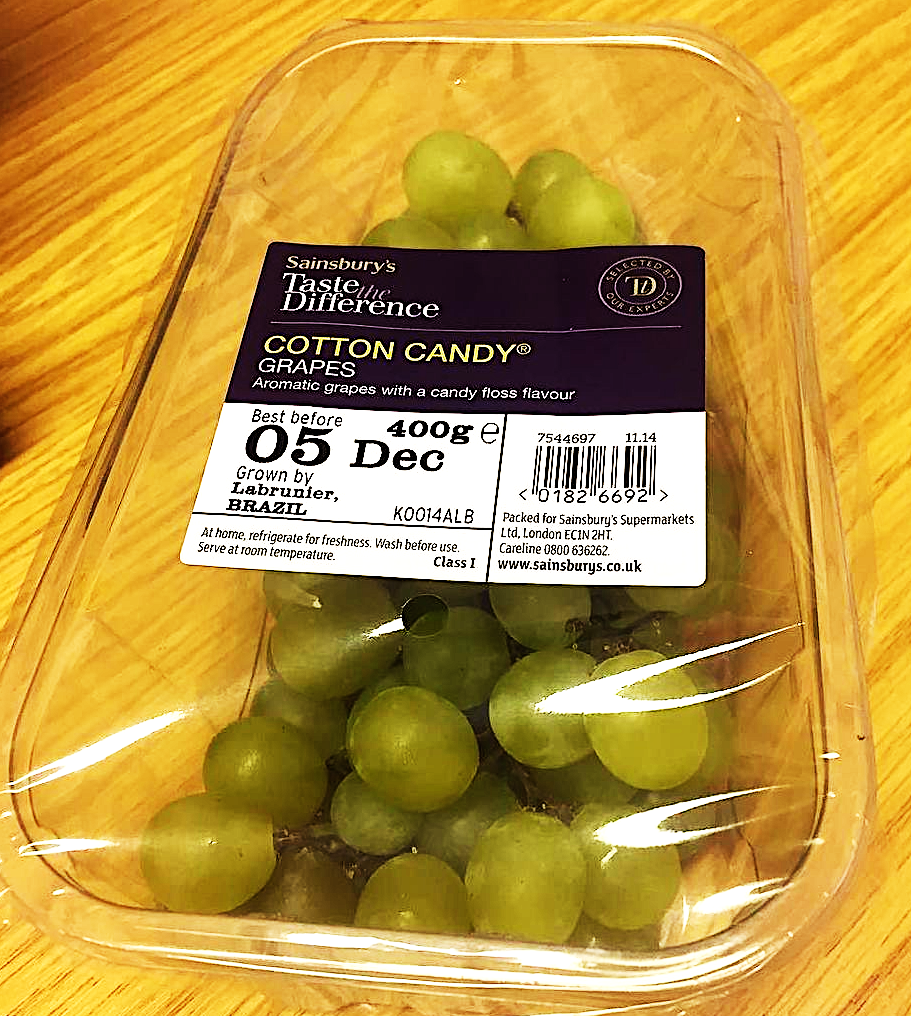 Sainsbury's
Taste the
Difference
SELECTED BY
TD
OUR EXPERTS
COTTON CANDY®
GRAPES
Aromatic grapes with a candy floss flavour
Best before
05 Dec
400g ℮
Grown by
Labrunier,
BRAZIL
K0014ALB
At home, refrigerate for freshness. Wash before use.
Serve at room temperature.
Class I
7544697 11.14
< 0182 6692 >
Packed for Sainsbury's Supermarkets
Ltd, London EC1N 2HT.
Careline 0800 636262.
www.sainsburys.co.uk